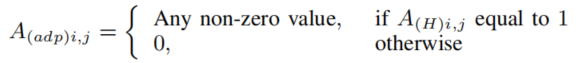 A(adp)i,j = { Any non-zero value, if A(H)i,j equal to 1
0, otherwise